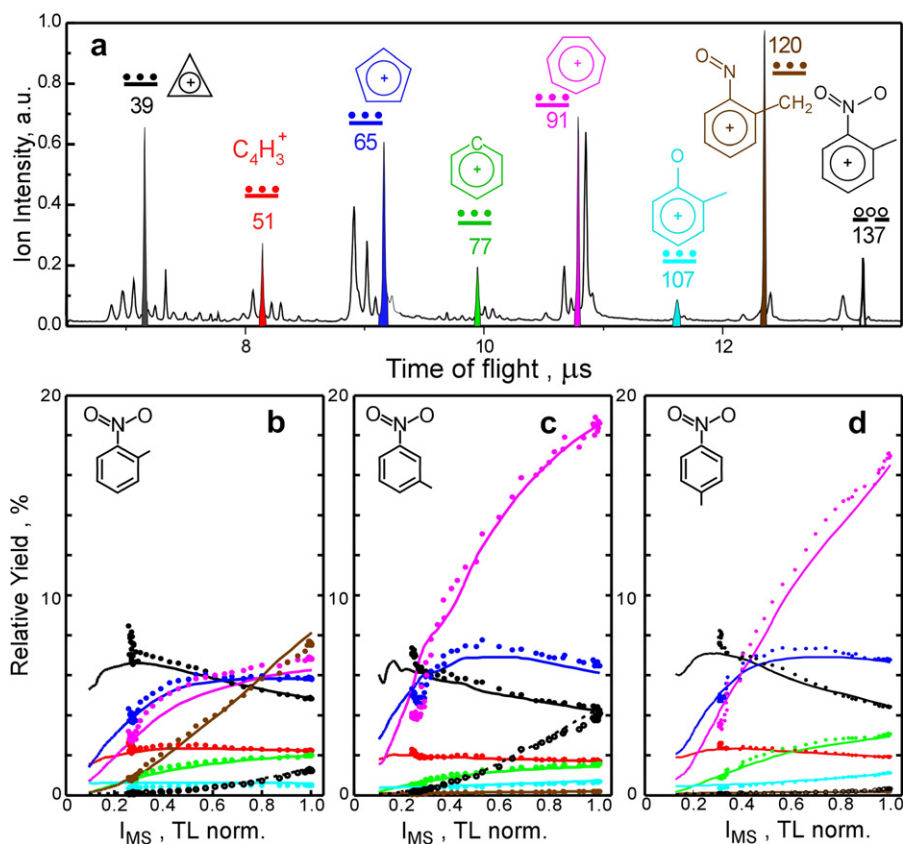 a
Ion Intensity, a.u.
1.0
0.8
0.6
0.4
0.2
0.0
39
+
C4H3+
51
+
65
C
+
77
+
91
O
+
107
O
N
CH2
+
120
O
N
O
+
137
8
10
12
Time of flight , μs
Relative Yield , %
20
10
0
b
O
N
O
0
0.2
0.4
0.6
0.8
1.0
IMS , TL norm.
20
10
0
c
O
N
O
0
0.2
0.4
0.6
0.8
1.0
IMS , TL norm.
20
10
0
d
O
N
O
0
0.2
0.4
0.6
0.8
1.0
IMS , TL norm.